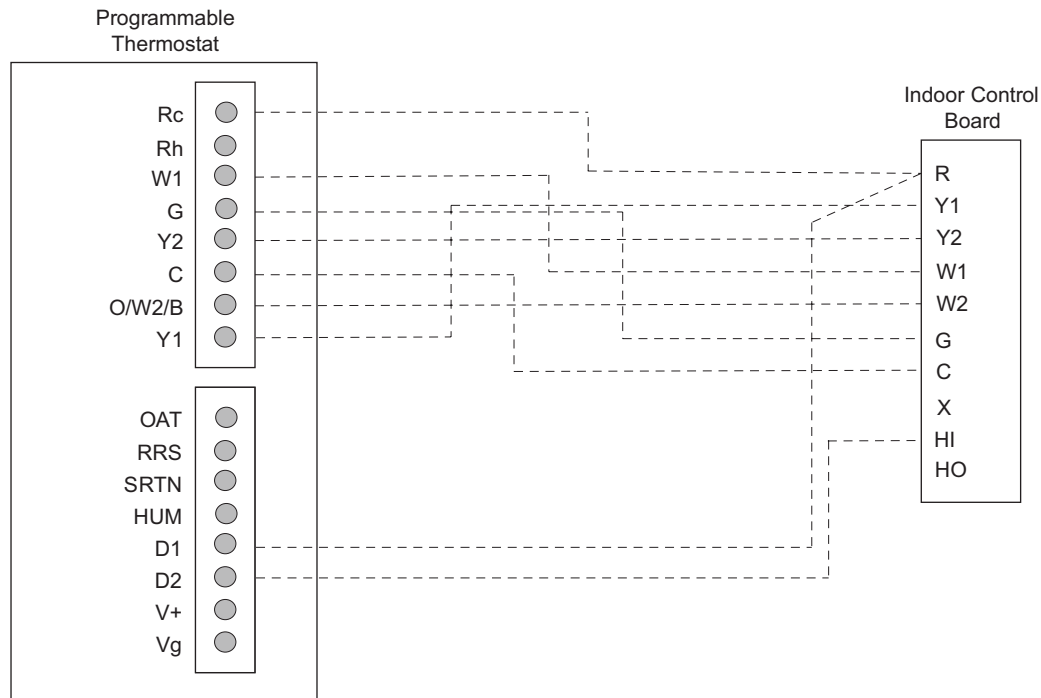 Programmable
Thermostat
Rc
Rh
W1
G
Y2
C
O/W2/B
Y1
OAT
RRS
SRTN
HUM
D1
D2
V+
Vg
Indoor Control
Board
R
Y1
Y2
W1
W2
G
C
X
HI
HO